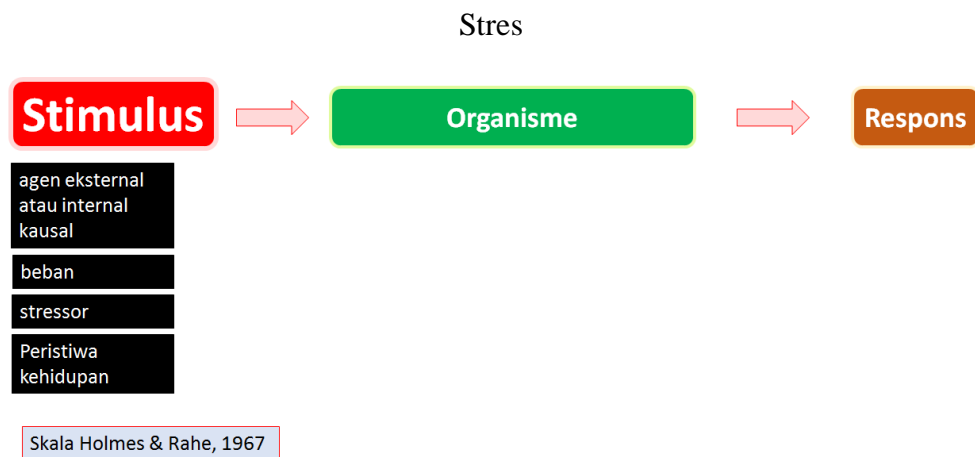 Stres
Stimulus
Organisme
Respons
agen eksternal
atau internal
kausal
beban
stressor
Peristiwa
kehidupan
Skala Holmes & Rahe, 1967